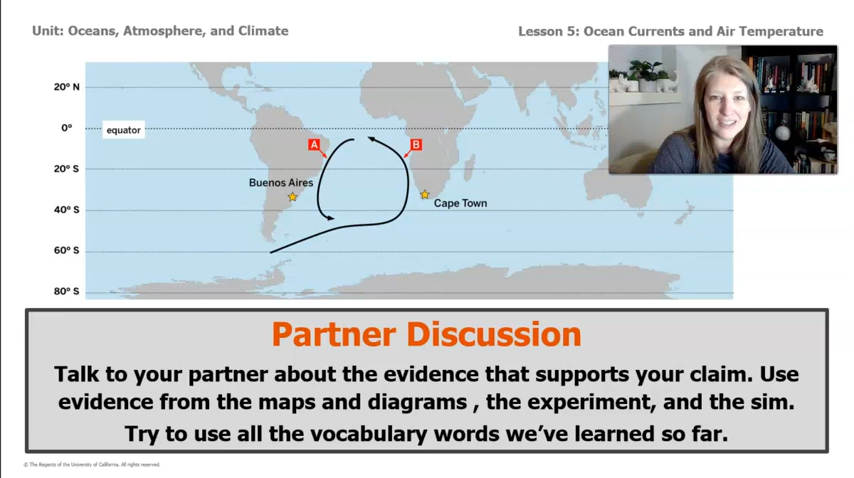 Unit: Oceans, Atmosphere, and Climate
Lesson 5: Ocean Currents and Air Temperature
20° N
0°
equator
A
B
20° S
Buenos Aires
Cape Town
40° S
60° S
80° S
Partner Discussion
Talk to your partner about the evidence that supports your claim. Use
evidence from the maps and diagrams , the experiment, and the sim.
Try to use all the vocabulary words we've learned so far.
© The Regents of the University of California. All rights reserved.